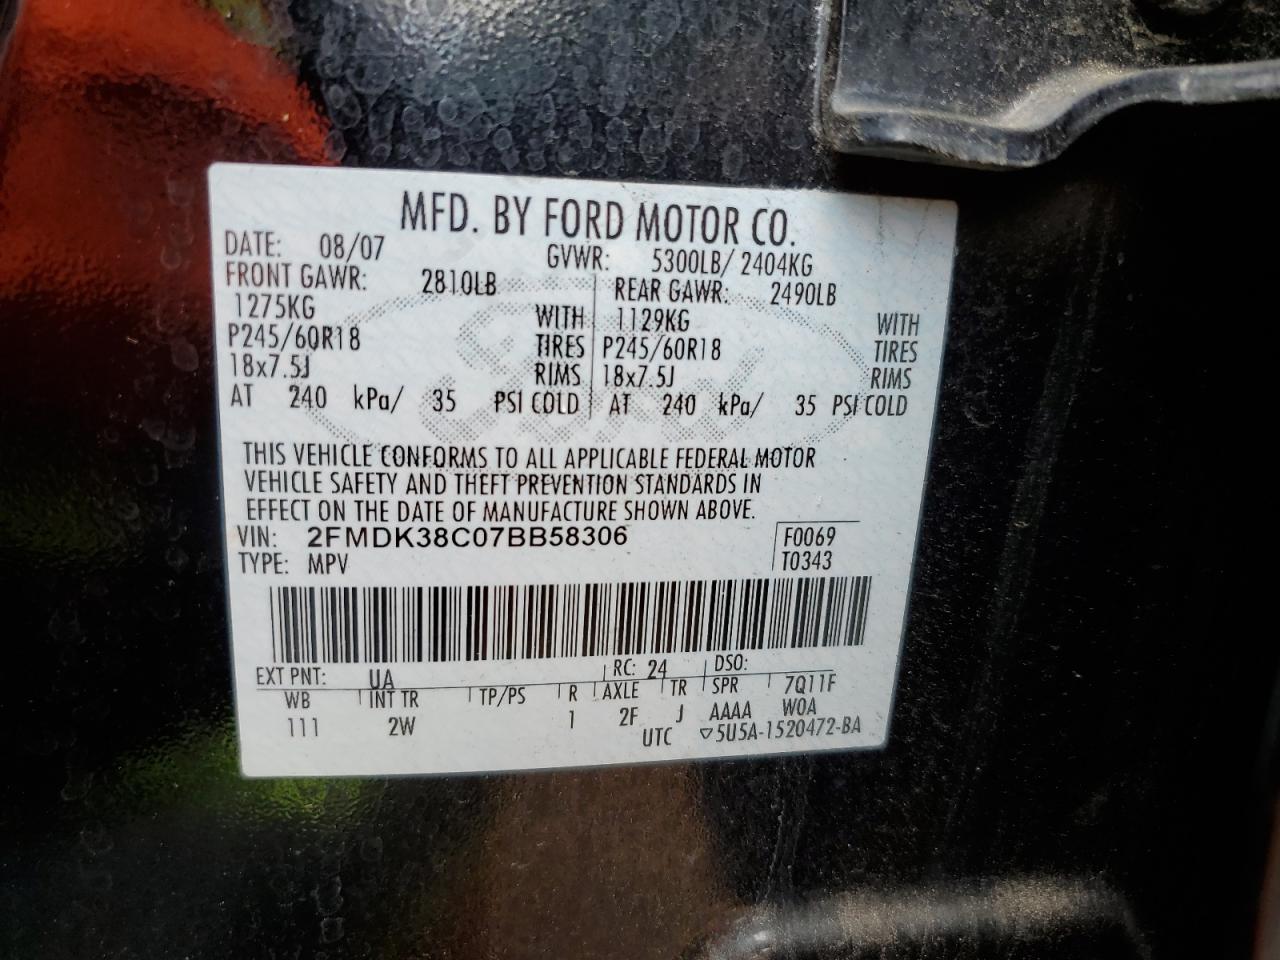 MFD. BY FORD MOTOR CO.
DATE: 08/07 GVWR: 5300LB/ 2404KG
FRONT GAWR: 2810LB REAR GAWR: 2490LB
1275KG WITH 1129KG WITH
P245/60R18 TIRES P245/60R18 TIRES
18x7.5J RIMS 18x7.5J RIMS
AT 240 kPa/ 35 PSI COLD AT 240 kPa/ 35 PSI COLD
Ford
THIS VEHICLE CONFORMS TO ALL APPLICABLE FEDERAL MOTOR
VEHICLE SAFETY AND THEFT PREVENTION STANDARDS IN
EFFECT ON THE DATE OF MANUFACTURE SHOWN ABOVE.
VIN: 2FMDK38C07BB58306 F0069
TYPE: MPV T0343
EXT PNT: UA RC: 24 DSO:
WB INT TR TP/PS R AXLE TR SPR 7Q11F
111 2W 1 2F J AAAA W0A
UTC ▽5U5A-1520472-BA